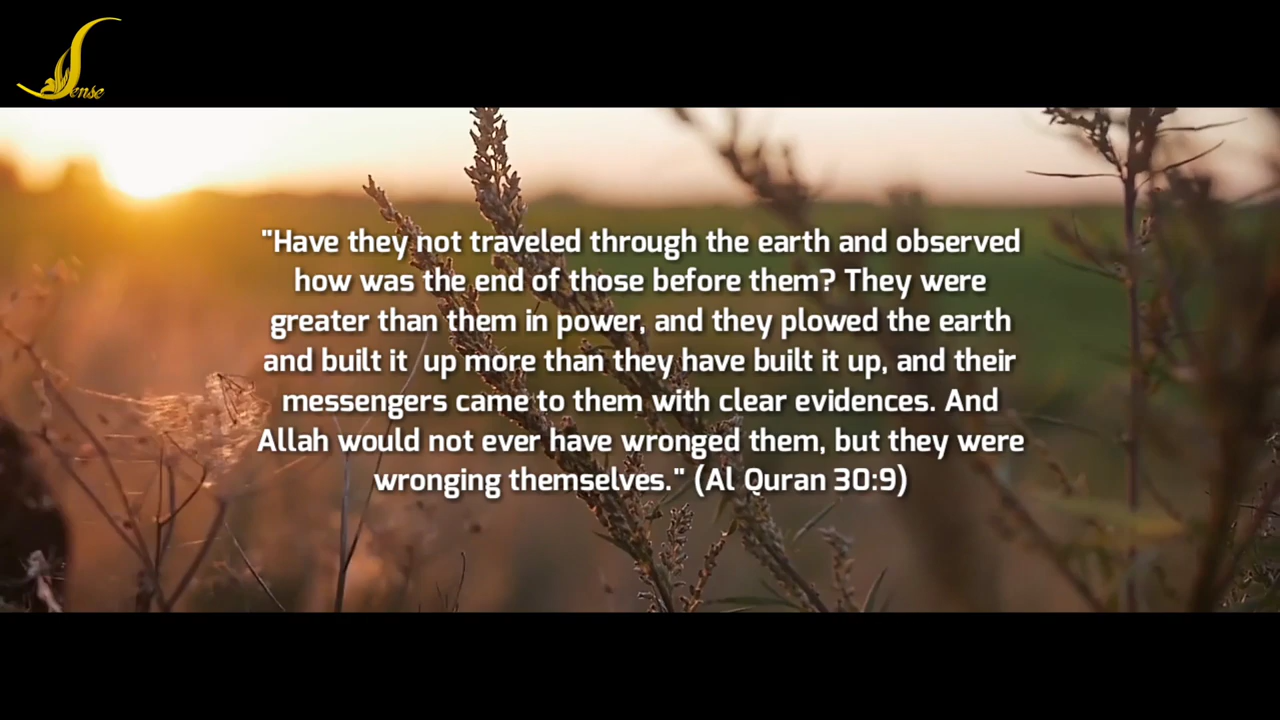 Sense
"Have they not traveled through the earth and observed
how was the end of those before them? They were
greater than them in power, and they plowed the earth
and built it  up more than they have built it up, and their
messengers came to them with clear evidences. And
Allah would not ever have wronged them, but they were
wronging themselves." (Al Quran 30:9)